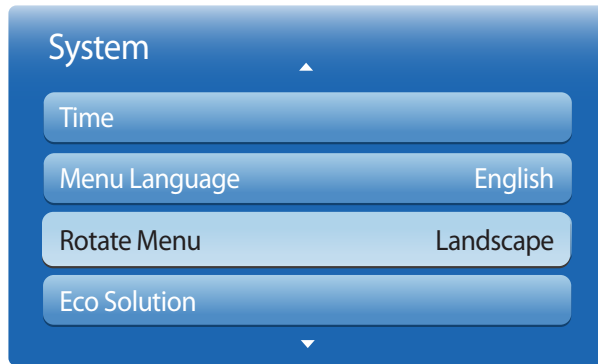 System
Time
Menu Language English
Rotate Menu Landscape
Eco Solution